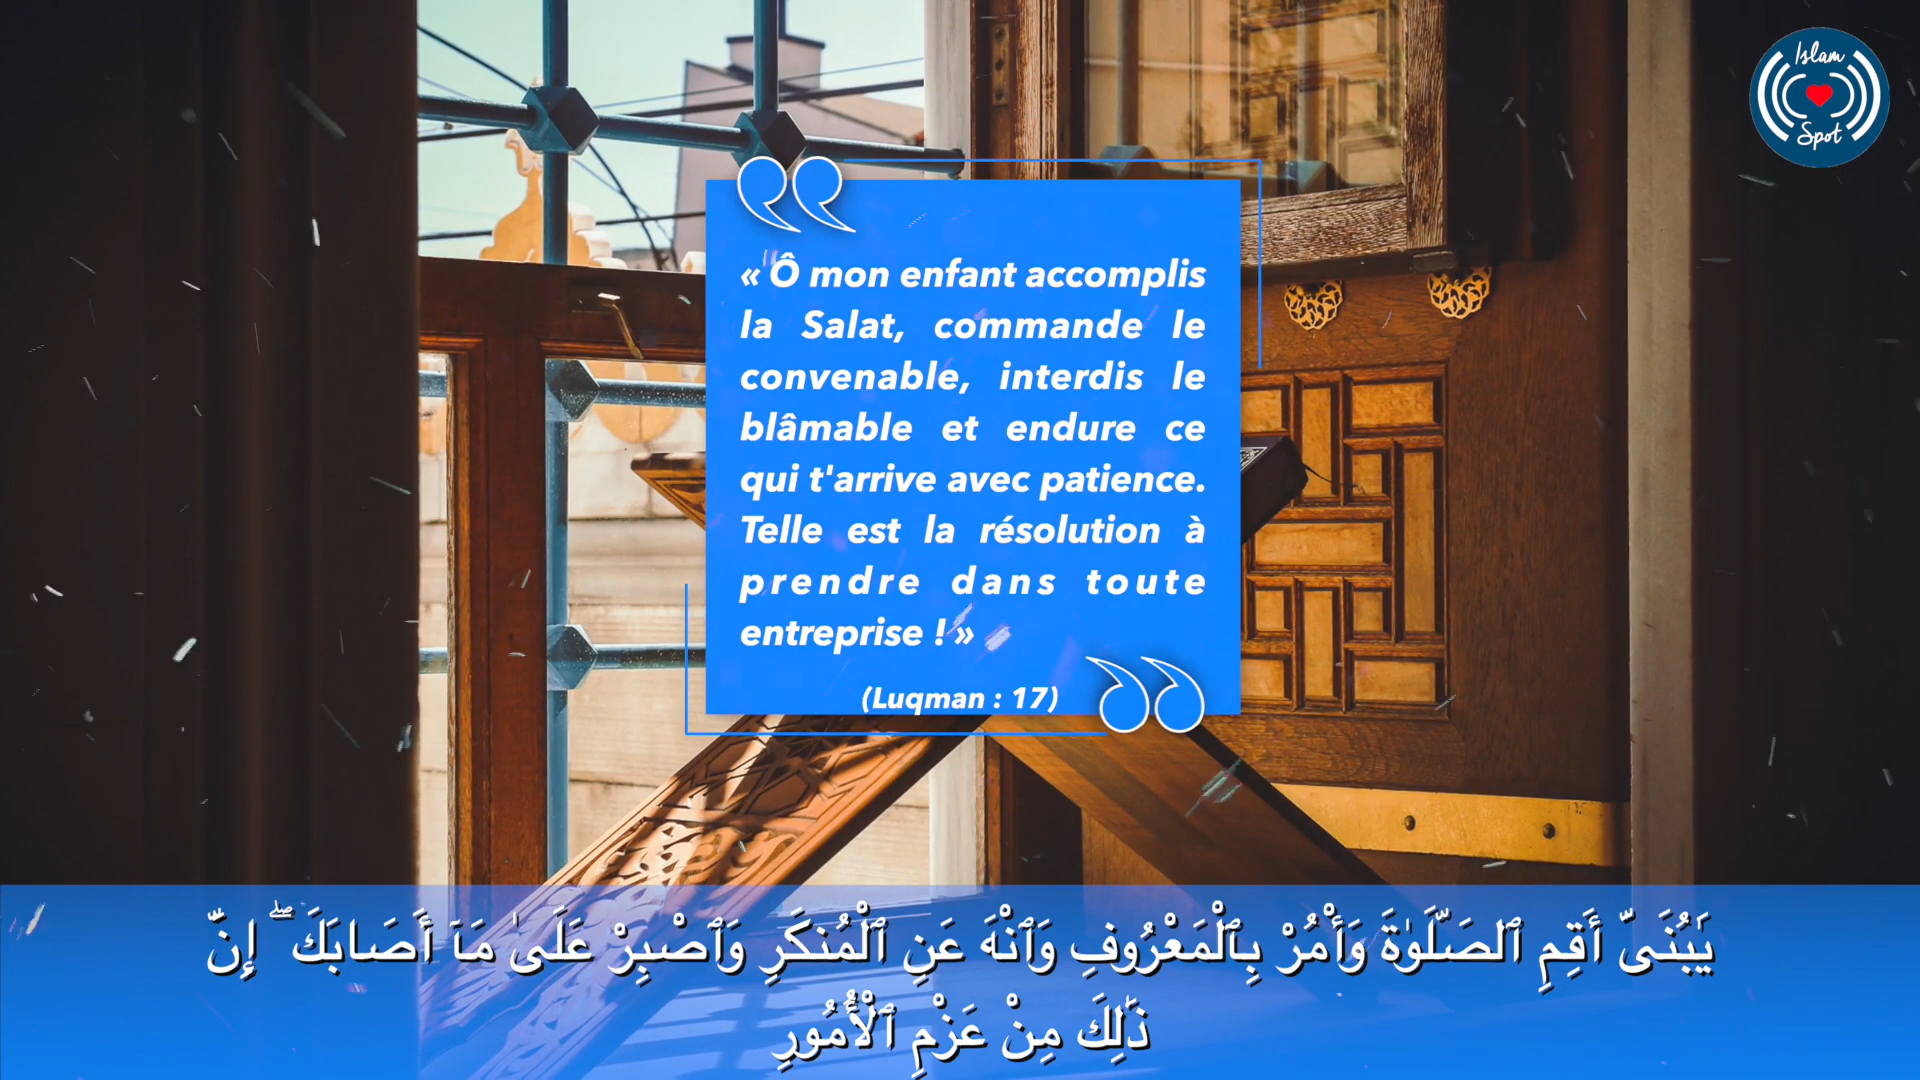 Islam
Spot
« Ô mon enfant accomplis
la Salat, commande le
convenable, interdis le
blâmable et endure ce
qui t'arrive avec patience.
Telle est la résolution à
prendre dans toute
entreprise ! »
(Luqman : 17)
يَٰبُنَىَّ أَقِمِ ٱلصَّلَوٰةَ وَأْمُرْ بِٱلْمَعْرُوفِ وَٱنْهَ عَنِ ٱلْمُنكَرِ وَٱصْبِرْ عَلَىٰ مَآ أَصَابَكَ ۖ إِنَّ
ذَٰلِكَ مِنْ عَزْمِ ٱلْأُمُورِ